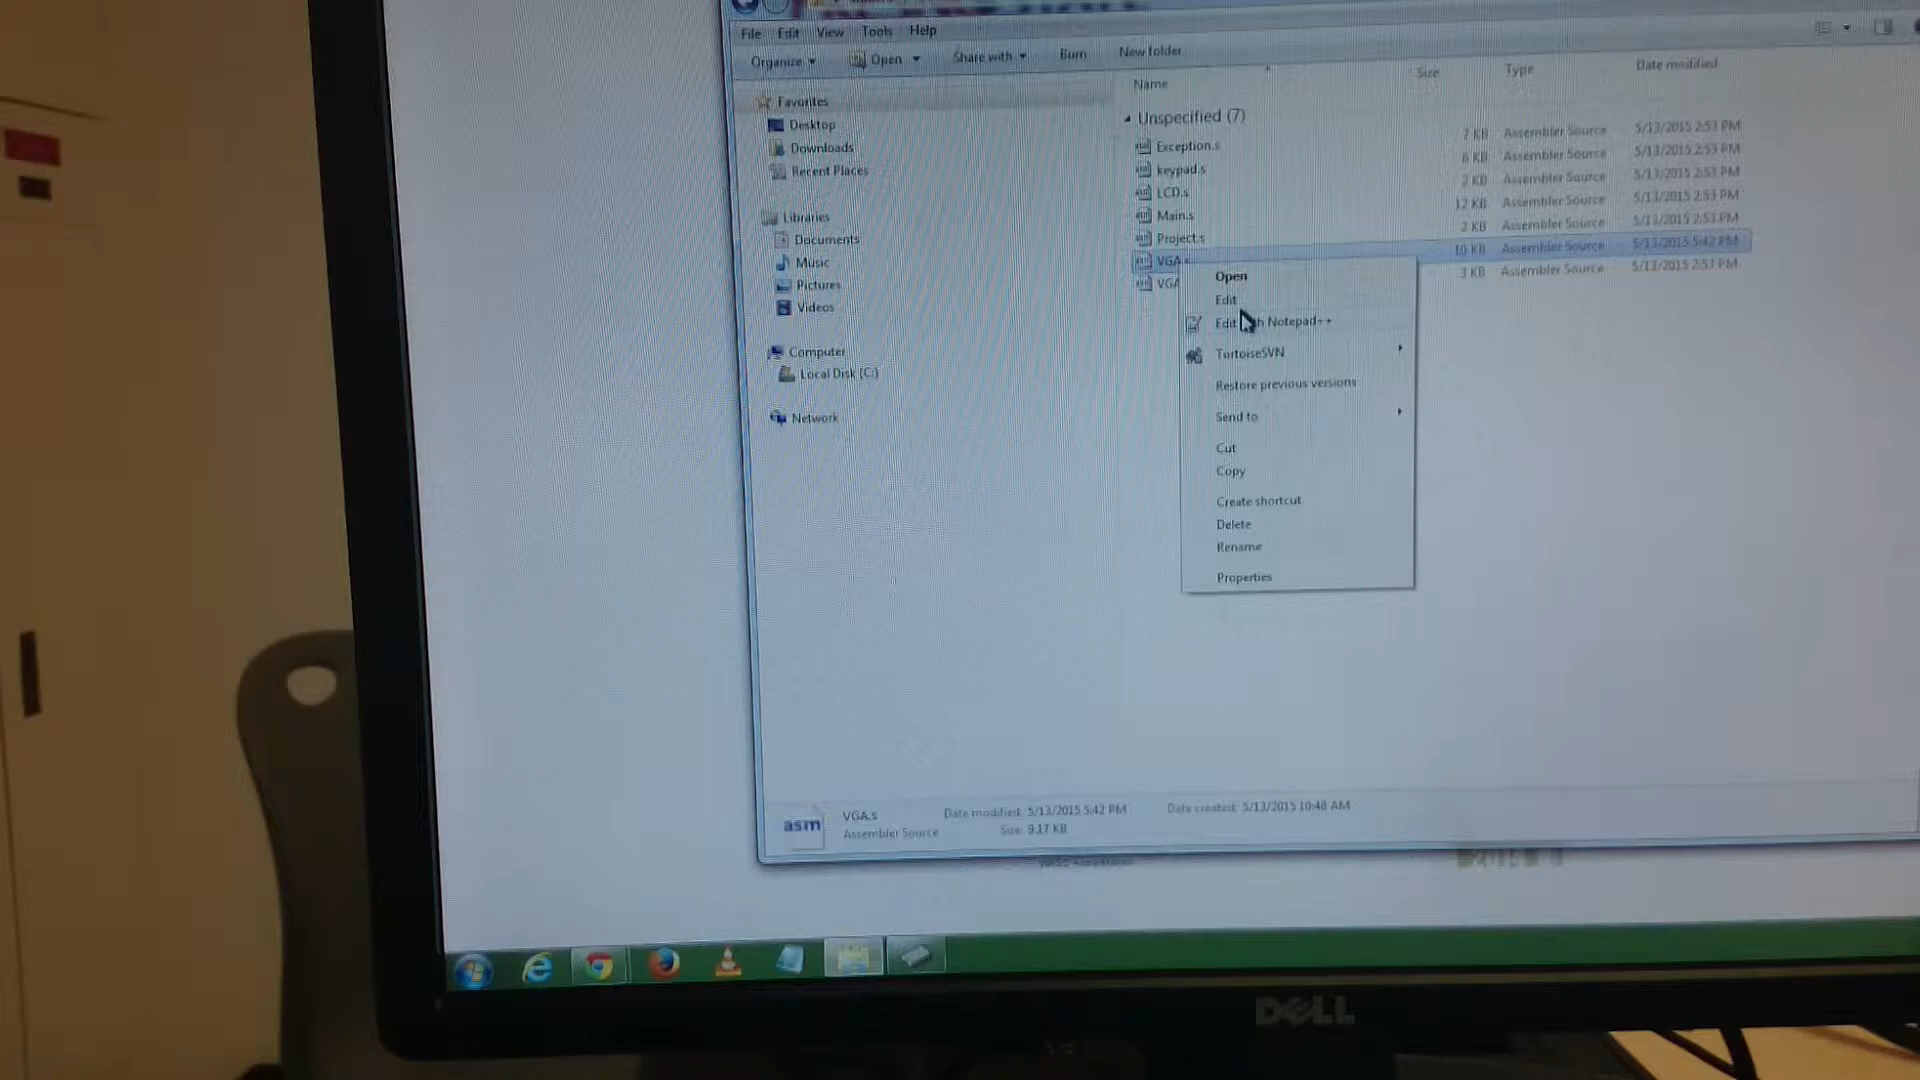 File Edit View Tools Help
Organize Open Share with Burn New folder
Name Size Type Date modified
Favorites
Desktop
Downloads
Recent Places
Libraries
Documents
Music
Pictures
Videos
Computer
Local Disk (C:)
Network
Unspecified (7)
Exception.s 7 KB Assembler Source 5/13/2015 2:53 PM
keypad.s 6 KB Assembler Source 5/13/2015 2:53 PM
LCD.s 2 KB Assembler Source 5/13/2015 2:53 PM
Main.s 12 KB Assembler Source 5/13/2015 2:53 PM
Project.s 2 KB Assembler Source 5/13/2015 2:53 PM
VGA.s 10 KB Assembler Source 5/13/2015 5:42 PM
VGA 3 KB Assembler Source 5/13/2015 2:57 PM
Open
Edit
Edit Notepad++
TortoiseSVN
Restore previous versions
Send to
Cut
Copy
Create shortcut
Delete
Rename
Properties
asm
VGA.s Date modified: 5/13/2015 5:42 PM Date created: 5/13/2015 10:48 AM
Assembler Source Size: 9.17 KB
DELL